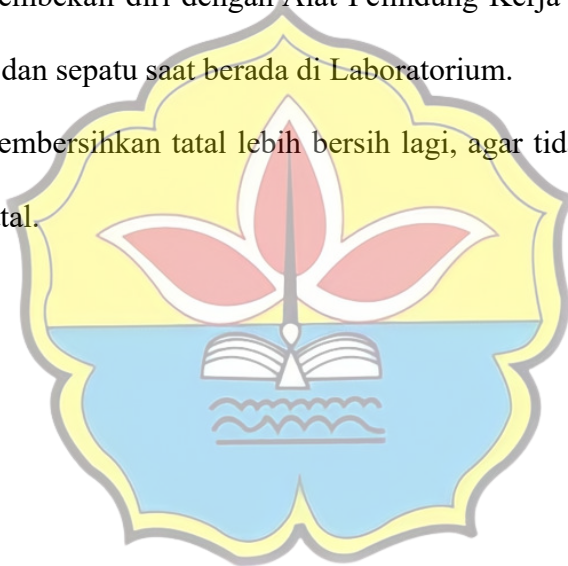 embekali diri dengan Alat Pelindung Kerja
dan sepatu saat berada di Laboratorium.
embersihkan tatal lebih bersih lagi, agar tid
tal.